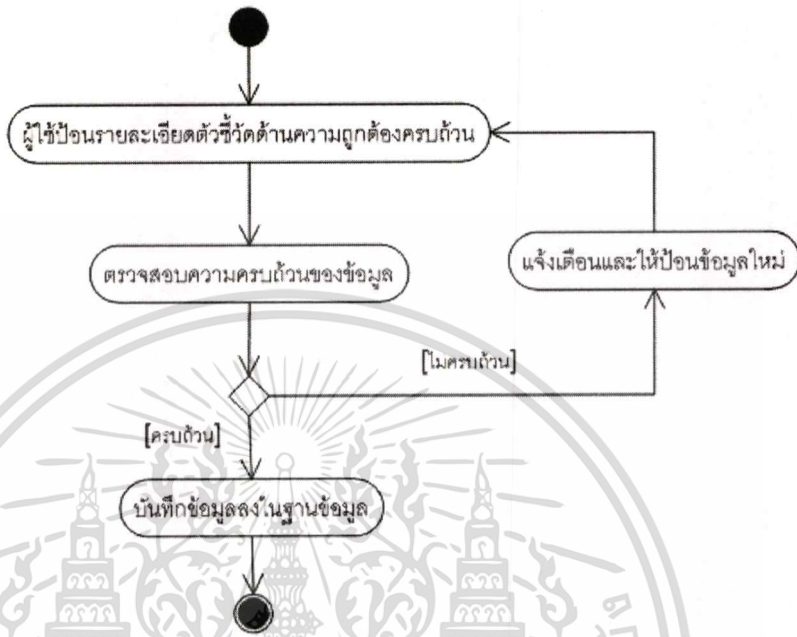 ผู้ใช้ป้อนรายละเอียดตัวชี้วัดด้านความถูกต้องครบถ้วน
ตรวจสอบความครบถ้วนของข้อมูล
แจ้งเตือนและให้ป้อนข้อมูลใหม่
[ไม่ครบถ้วน]
[ครบถ้วน]
บันทึกข้อมูลลงในฐานข้อมูล